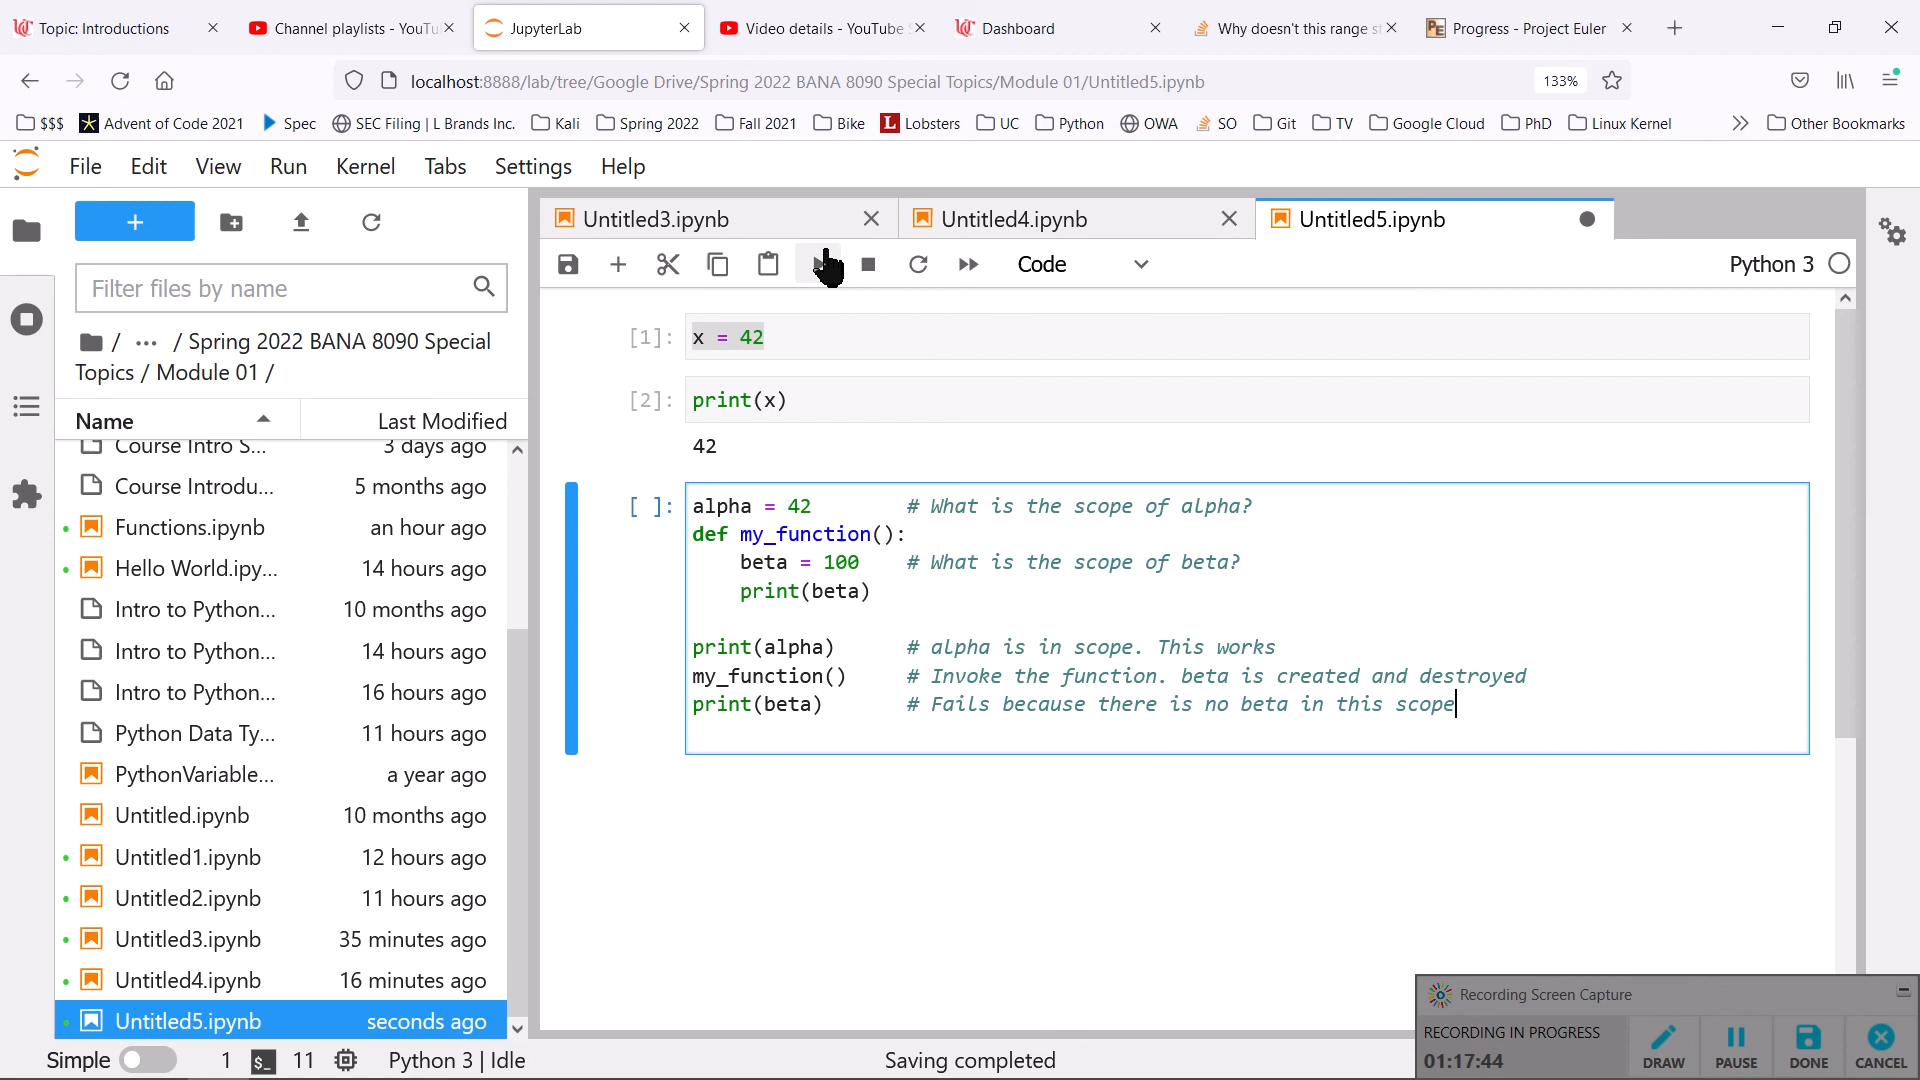 Topic: Introductions
Channel playlists - YouTu
JupyterLab
Video details - YouTube S
Dashboard
Why doesn't this range st
Progress - Project Euler
localhost:8888/lab/tree/Google Drive/Spring 2022 BANA 8090 Special Topics/Module 01/Untitled5.ipynb
133%
$$$
Advent of Code 2021
Spec
SEC Filing | L Brands Inc.
Kali
Spring 2022
Fall 2021
Bike
L Lobsters
UC
Python
OWA
SO
Git
TV
Google Cloud
PhD
Linux Kernel
Other Bookmarks
File Edit View Run Kernel Tabs Settings Help
Untitled3.ipynb
Untitled4.ipynb
Untitled5.ipynb
Code
Python 3
Filter files by name
/ ··· / Spring 2022 BANA 8090 Special
Topics / Module 01 /
Name Last Modified
Course Intro S... 3 days ago
Course Introdu... 5 months ago
Functions.ipynb an hour ago
Hello World.ipy... 14 hours ago
Intro to Python... 10 months ago
Intro to Python... 14 hours ago
Intro to Python... 16 hours ago
Python Data Ty... 11 hours ago
PythonVariable... a year ago
Untitled.ipynb 10 months ago
Untitled1.ipynb 12 hours ago
Untitled2.ipynb 11 hours ago
Untitled3.ipynb 35 minutes ago
Untitled4.ipynb 16 minutes ago
Untitled5.ipynb seconds ago
[1]: x = 42
[2]: print(x)
42
[ ]: alpha = 42 # What is the scope of alpha?
def my_function():
beta = 100 # What is the scope of beta?
print(beta)
print(alpha) # alpha is in scope. This works
my_function() # Invoke the function. beta is created and destroyed
print(beta) # Fails because there is no beta in this scope
Simple
1
$_
11
Python 3 | Idle
Saving completed
Recording Screen Capture
RECORDING IN PROGRESS
01:17:44
DRAW
PAUSE
DONE
CANCEL